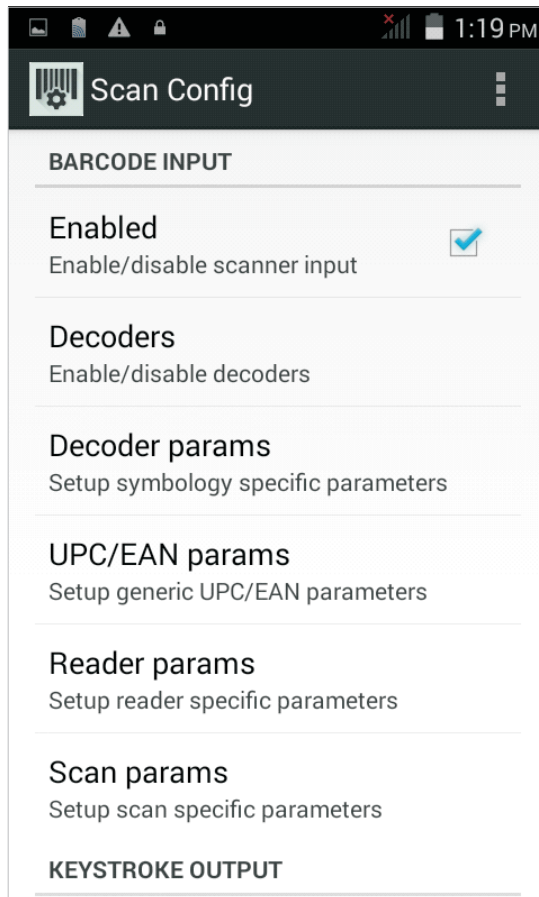 1:19 PM
Scan Config
BARCODE INPUT
Enabled
Enable/disable scanner input
Decoders
Enable/disable decoders
Decoder params
Setup symbology specific parameters
UPC/EAN params
Setup generic UPC/EAN parameters
Reader params
Setup reader specific parameters
Scan params
Setup scan specific parameters
KEYSTROKE OUTPUT